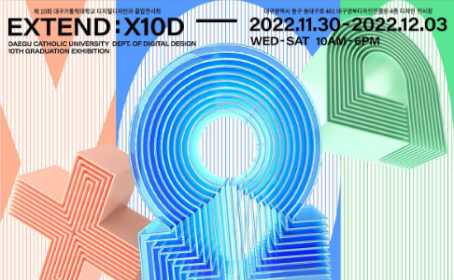 제 10회 대구가톨릭대학교 디지털디자인과 졸업전시회
EXTEND : X10D
DAEGU CATHOLIC UNIVERSITY DEPT. OF DIGITAL DESIGN
10TH GRADUATION EXHIBITION
대구광역시 동구 동대구로 461 대구경북디자인진흥원 4층 디자인 전시장
2022.11.30-2022.12.03
WED-SAT 10AM-6PM